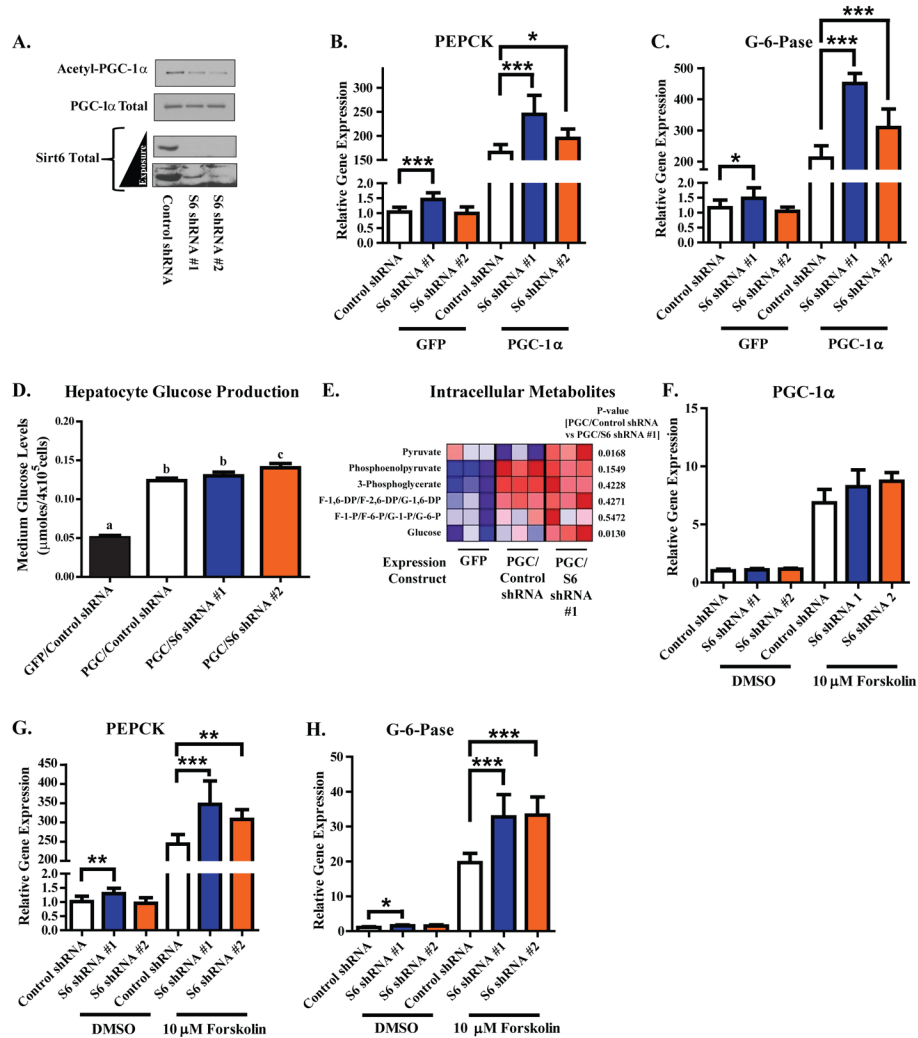 A.
Acetyl-PGC-1α
PGC-1α Total
Sirt6 Total
Exposure
Control shRNA
S6 shRNA #1
S6 shRNA #2
B.
PEPCK
Relative Gene Expression
250
200
150
2.0
1.5
1.0
0.5
0.0
***
***
*
Control shRNA
S6 shRNA #1
S6 shRNA #2
Control shRNA
S6 shRNA #1
S6 shRNA #2
GFP
PGC-1α
C.
G-6-Pase
Relative Gene Expression
500
400
300
200
2.0
1.5
1.0
0.5
0.0
*
***
***
Control shRNA
S6 shRNA #1
S6 shRNA #2
Control shRNA
S6 shRNA #1
S6 shRNA #2
GFP
PGC-1α
D.
Hepatocyte Glucose Production
Medium Glucose Levels
(μmoles/4x10⁵cells)
0.20
0.15
0.10
0.05
0.00
a
b
b
c
GFP/Control shRNA
PGC/Control shRNA
PGC/S6 shRNA #1
PGC/S6 shRNA #2
E.
Intracellular Metabolites
P-value
[PGC/Control shRNA
vs PGC/S6 shRNA #1]
Pyruvate 0.0168
Phosphoenolpyruvate 0.1549
3-Phosphoglycerate 0.4228
F-1,6-DP/F-2,6-DP/G-1,6-DP 0.4271
F-1-P/F-6-P/G-1-P/G-6-P 0.5472
Glucose 0.0130
Expression
Construct
GFP
PGC/
Control
shRNA
PGC/
S6
shRNA
#1
F.
PGC-1α
Relative Gene Expression
15
10
5
0
Control shRNA
S6 shRNA #1
S6 shRNA #2
Control shRNA
S6 shRNA 1
S6 shRNA 2
DMSO
10 μM Forskolin
G.
PEPCK
Relative Gene Expression
450
400
350
300
250
200
2.0
1.5
1.0
0.5
0.0
**
***
**
Control shRNA
S6 shRNA #1
S6 shRNA #2
Control shRNA
S6 shRNA #1
S6 shRNA #2
DMSO
10 μM Forskolin
H.
G-6-Pase
Relative Gene Expression
40
30
20
10
0
*
***
***
Control shRNA
S6 shRNA #1
S6 shRNA #2
Control shRNA
S6 shRNA #1
S6 shRNA #2
DMSO
10 μM Forskolin